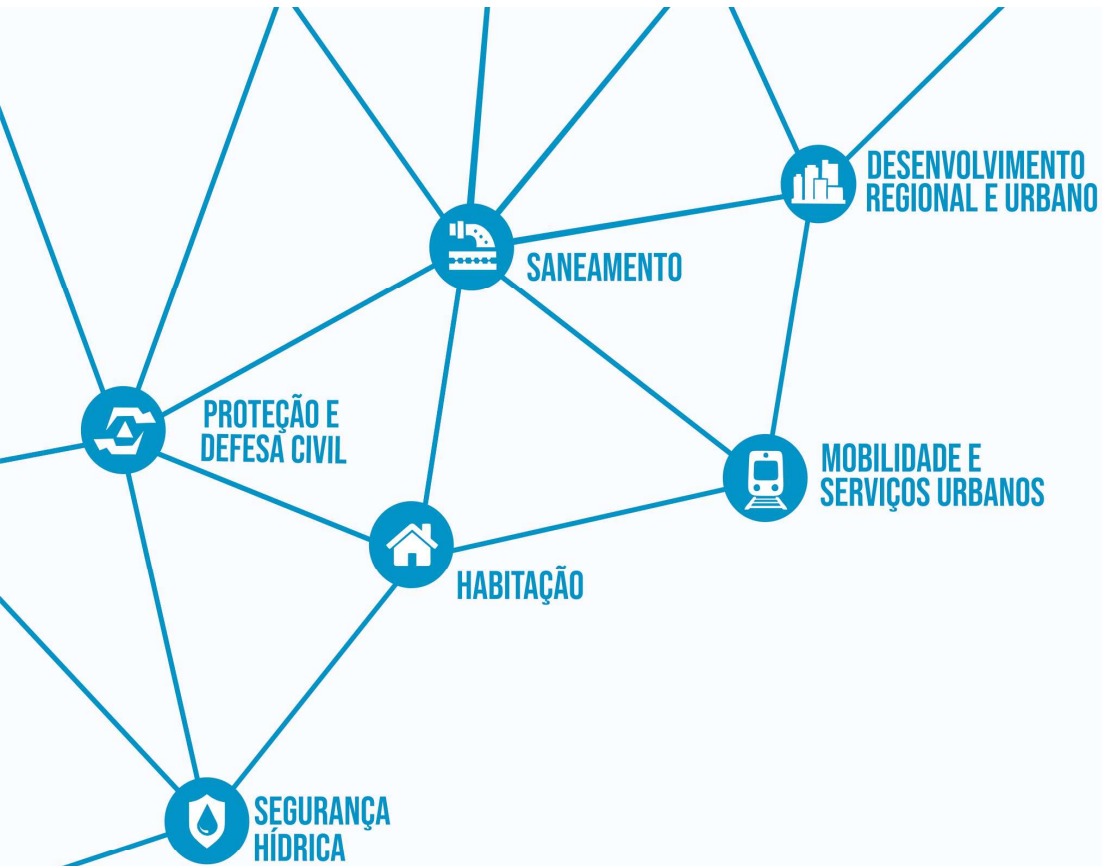 DESENVOLVIMENTO
REGIONAL E URBANO
SANEAMENTO
PROTEÇÃO E
DEFESA CIVIL
MOBILIDADE E
SERVIÇOS URBANOS
HABITAÇÃO
SEGURANÇA
HÍDRICA